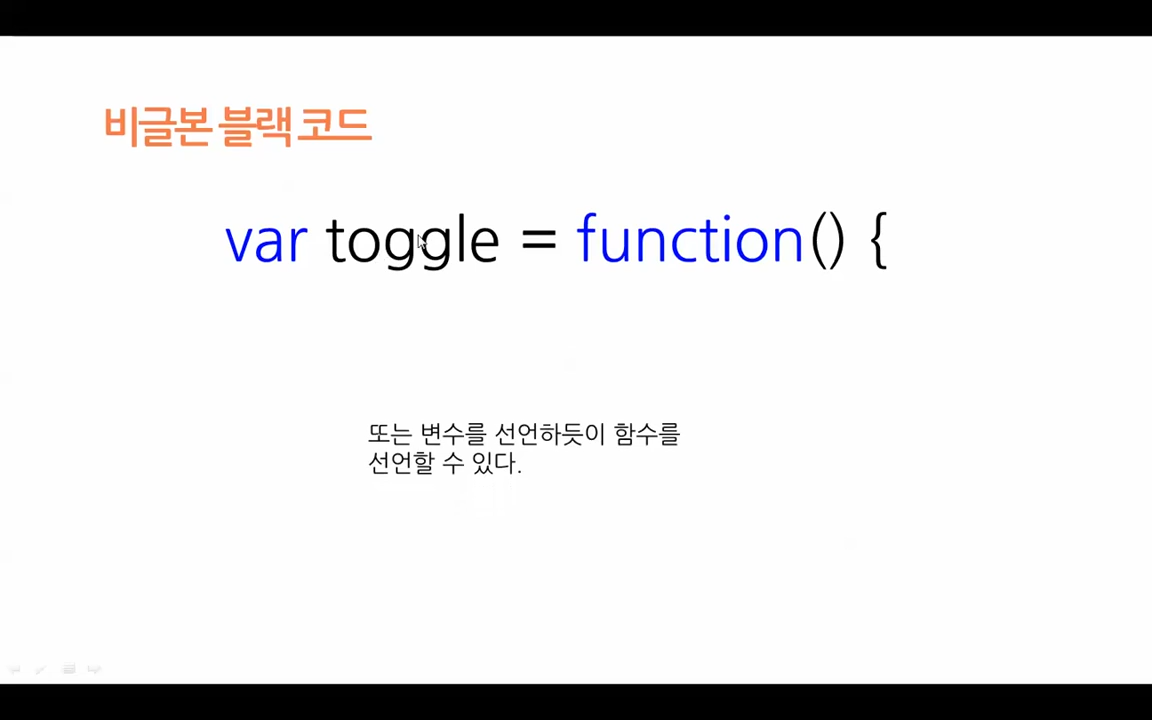 비글본 블랙 코드
var toggle = function() {
또는 변수를 선언하듯이 함수를
선언할 수 있다.